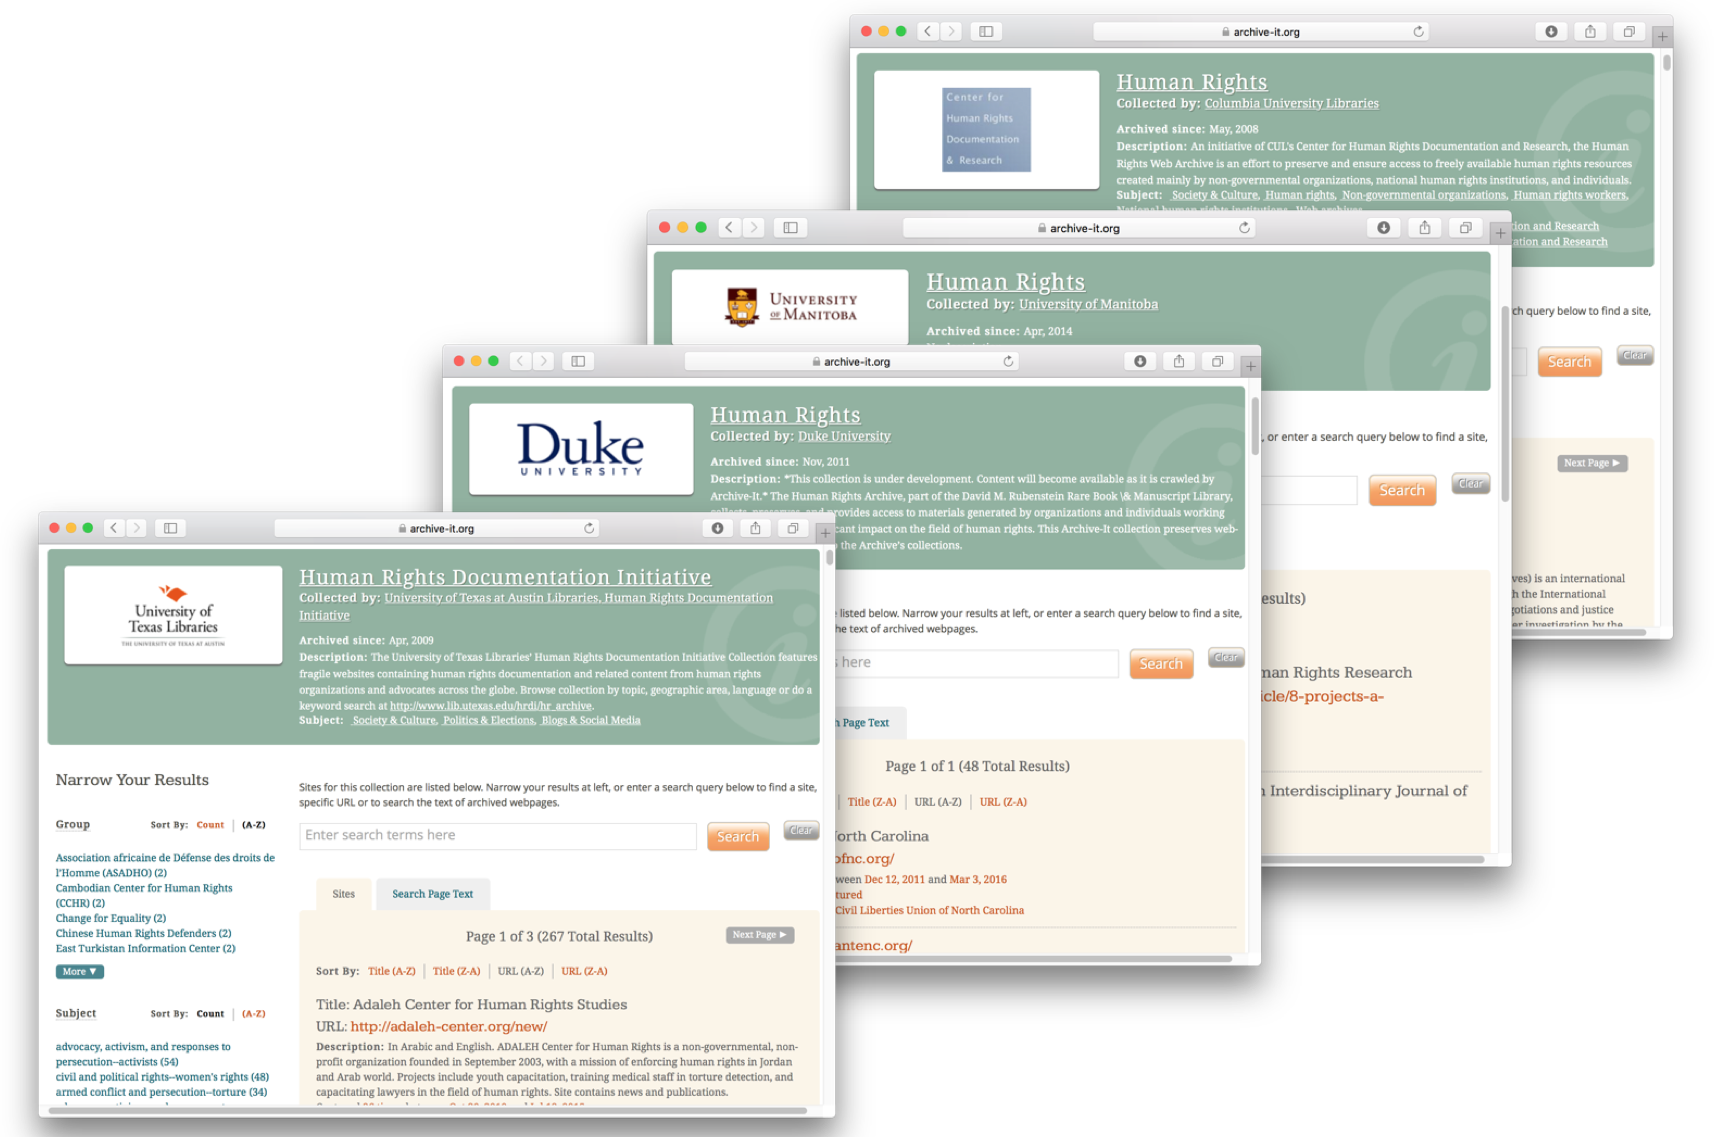 archive-it.org
Center for
Human Rights
Documentation
& Research
Human Rights
Collected by: Columbia University Libraries
Archived since: May, 2008
Description: An initiative of CUL's Center for Human Rights Documentation and Research, the Human
Rights Web Archive is an effort to preserve and ensure access to freely available human rights resources
created mainly by non-governmental organizations, national human rights institutions, and individuals.
Subject: Society & Culture, Human rights, Non-governmental organizations, Human rights workers,
and Research
ation and Research
query below to find a site,
Search
Clear
Next Page ▶
is an international
the International
and justice
investigation by the
archive-it.org
UNIVERSITY
OF MANITOBA
Human Rights
Collected by: University of Manitoba
Archived since: Apr, 2014
, or enter a search query below to find a site,
Search
Clear
esults)
Rights Research
icle/8-projects-a-
Interdisciplinary Journal of
archive-it.org
Duke
UNIVERSITY
Human Rights
Collected by: Duke University
Archived since: Nov, 2011
Description: *This collection is under development. Content will become available as it is crawled by
Archive-It.* The Human Rights Archive, part of the David M. Rubenstein Rare Book \& Manuscript Library,
collects, preserves, and provides access to materials generated by organizations and individuals working
cant impact on the field of human rights. This Archive-It collection preserves web-
the Archive's collections.
listed below. Narrow your results at left, or enter a search query below to find a site,
the text of archived webpages.
s here
Search
Clear
Page Text
Page 1 of 1 (48 Total Results)
Title (Z-A) | URL (A-Z) | URL (Z-A)
orth Carolina
ofnc.org/
ween Dec 12, 2011 and Mar 3, 2016
tured
Civil Liberties Union of North Carolina
antenc.org/
archive-it.org
University of
Texas Libraries
THE UNIVERSITY OF TEXAS AT AUSTIN
Human Rights Documentation Initiative
Collected by: University of Texas at Austin Libraries, Human Rights Documentation
Initiative
Archived since: Apr, 2009
Description: The University of Texas Libraries' Human Rights Documentation Initiative Collection features
fragile websites containing human rights documentation and related content from human rights
organizations and advocates across the globe. Browse collection by topic, geographic area, language or do a
keyword search at http://www.lib.utexas.edu/hrdi/hr_archive.
Subject: Society & Culture, Politics & Elections, Blogs & Social Media
Narrow Your Results
Group Sort By: Count | (A-Z)
Association africaine de Défense des droits de
l'Homme (ASADHO) (2)
Cambodian Center for Human Rights
(CCHR) (2)
Change for Equality (2)
Chinese Human Rights Defenders (2)
East Turkistan Information Center (2)
More ▼
Subject Sort By: Count | (A-Z)
advocacy, activism, and responses to
persecution--activists (54)
civil and political rights--women's rights (48)
armed conflict and persecution--torture (34)
Sites for this collection are listed below. Narrow your results at left, or enter a search query below to find a site,
specific URL or to search the text of archived webpages.
Enter search terms here
Search
Clear
Sites
Search Page Text
Page 1 of 3 (267 Total Results)
Next Page ▶
Sort By: Title (A-Z) | Title (Z-A) | URL (A-Z) | URL (Z-A)
Title: Adaleh Center for Human Rights Studies
URL: http://adaleh-center.org/new/
Description: In Arabic and English. ADALEH Center for Human Rights is a non-governmental, non-
profit organization founded in September 2003, with a mission of enforcing human rights in Jordan
and Arab world. Projects include youth capacitation, training medical staff in torture detection, and
capacitating lawyers in the field of human rights. Site contains news and publications.